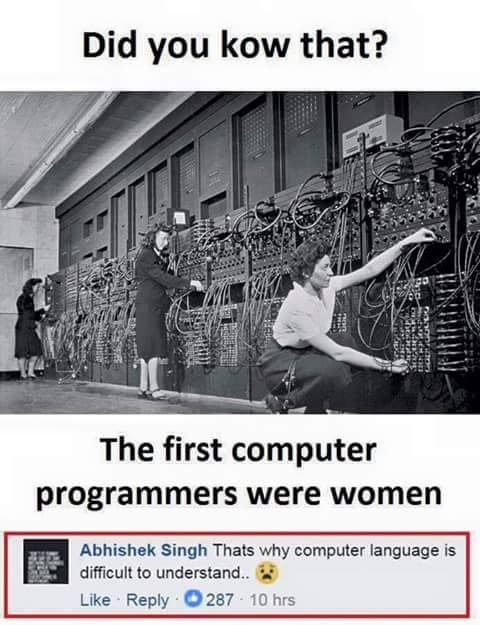 Did you kow that?
The first computer
programmers were women
Abhishek Singh Thats why computer language is
difficult to understand.. 😧
Like · Reply · 287 · 10 hrs